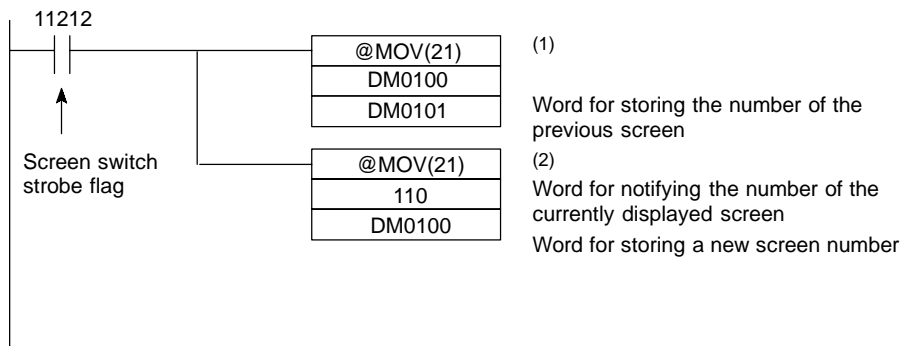 11212
@MOV(21)
DM0100
DM0101
(1)
Word for storing the number of the
previous screen
Screen switch
strobe flag
@MOV(21)
110
DM0100
(2)
Word for notifying the number of the
currently displayed screen
Word for storing a new screen number